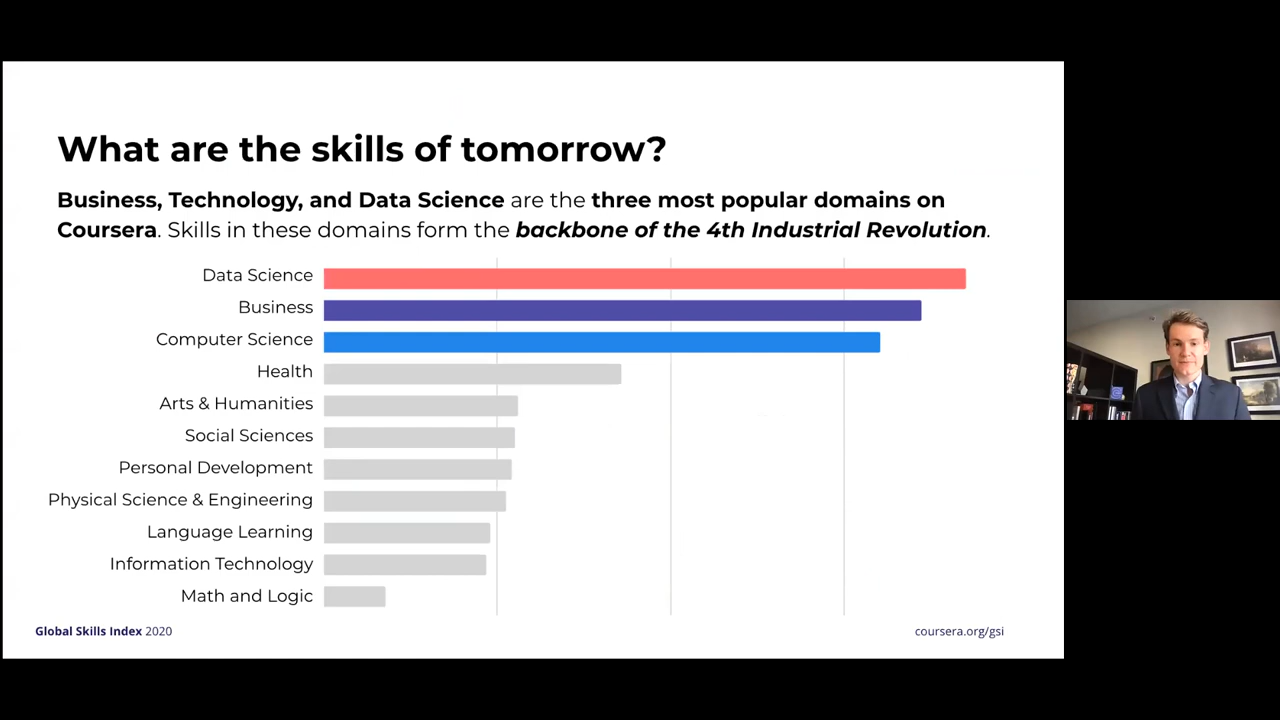 What are the skills of tomorrow?
Business, Technology, and Data Science are the three most popular domains on
Coursera. Skills in these domains form the backbone of the 4th Industrial Revolution.
Data Science
Business
Computer Science
Health
Arts & Humanities
Social Sciences
Personal Development
Physical Science & Engineering
Language Learning
Information Technology
Math and Logic
Global Skills Index 2020
coursera.org/gsi